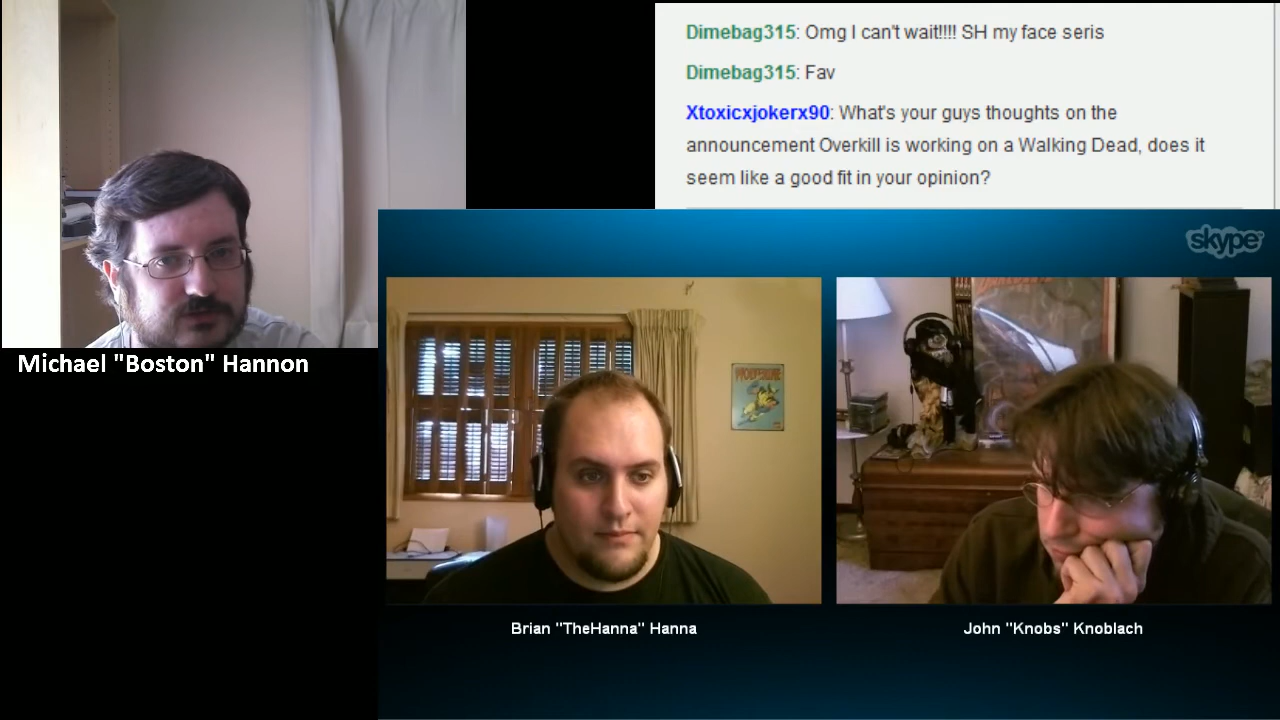 Dimebag315: Omg I can't wait!!!! SH my face seris
Dimebag315: Fav
Xtoxicxjokerx90: What's your guys thoughts on the
announcement Overkill is working on a Walking Dead, does it
seem like a good fit in your opinion?
skype
Michael "Boston" Hannon
WOLVERINE
Brian "TheHanna" Hanna
John "Knobs" Knoblach